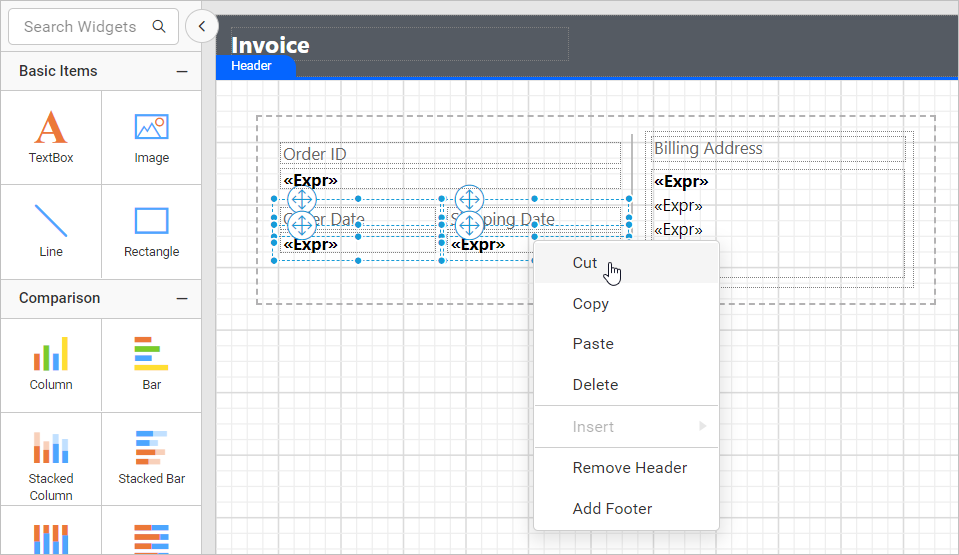 Search Widgets
Basic Items
TextBox
Image
Line
Rectangle
Comparison
Column
Bar
Stacked
Column
Stacked Bar
Invoice
Header
Order ID
«Expr»
Order Date
Shipping Date
«Expr»
«Expr»
Billing Address
«Expr»
«Expr»
«Expr»
Cut
Copy
Paste
Delete
Insert
Remove Header
Add Footer